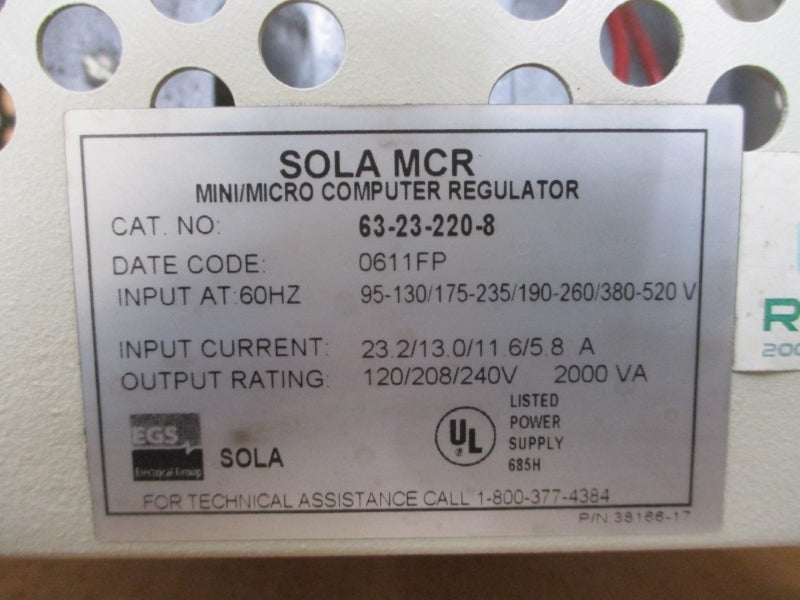 SOLA MCR
MINI/MICRO COMPUTER REGULATOR
CAT. NO: 63-23-220-8
DATE CODE: 0611FP
INPUT AT:60HZ 95-130/175-235/190-260/380-520 V
INPUT CURRENT: 23.2/13.0/11.6/5.8 A
OUTPUT RATING: 120/208/240V 2000 VA
EGS
Electrical Group
SOLA
UL
LISTED
POWER
SUPPLY
685H
FOR TECHNICAL ASSISTANCE CALL 1-800-377-4384
P/N:38166-17
R
200